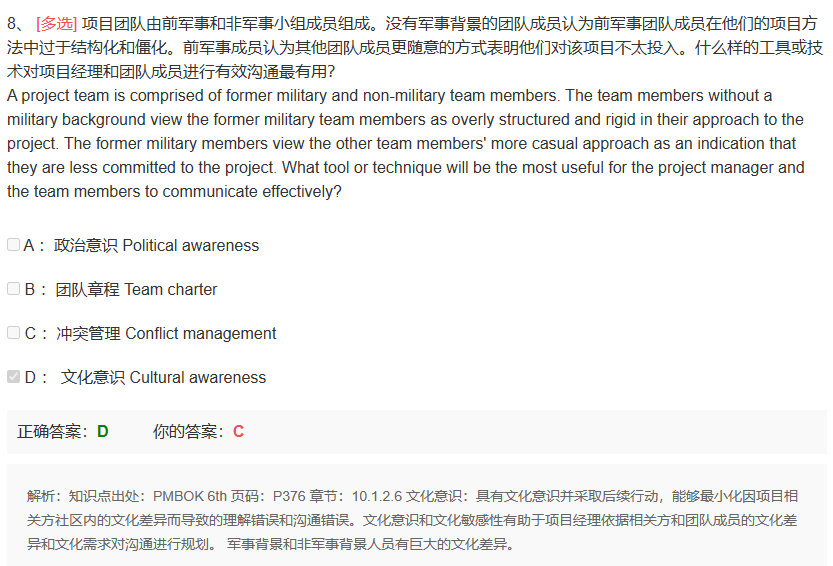 8、 [多选] 项目团队由前军事和非军事小组成员组成。没有军事背景的团队成员认为前军事团队成员在他们的项目方
法中过于结构化和僵化。前军事成员认为其他团队成员更随意的方式表明他们对该项目不太投入。什么样的工具或技
术对项目经理和团队成员进行有效沟通最有用?
A project team is comprised of former military and non-military team members. The team members without a
military background view the former military team members as overly structured and rigid in their approach to the
project. The former military members view the other team members' more casual approach as an indication that
they are less committed to the project. What tool or technique will be the most useful for the project manager and
the team members to communicate effectively?
A： 政治意识 Political awareness
B： 团队章程 Team charter
C： 冲突管理 Conflict management
D： 文化意识 Cultural awareness
正确答案：D 你的答案：C
解析：知识点出处：PMBOK 6th 页码：P376 章节：10.1.2.6 文化意识：具有文化意识并采取后续行动，能够最小化因项目相
关方社区内的文化差异而导致的理解错误和沟通错误。文化意识和文化敏感性有助于项目经理依据相关方和团队成员的文化差
异和文化需求对沟通进行规划。 军事背景和非军事背景人员有巨大的文化差异。